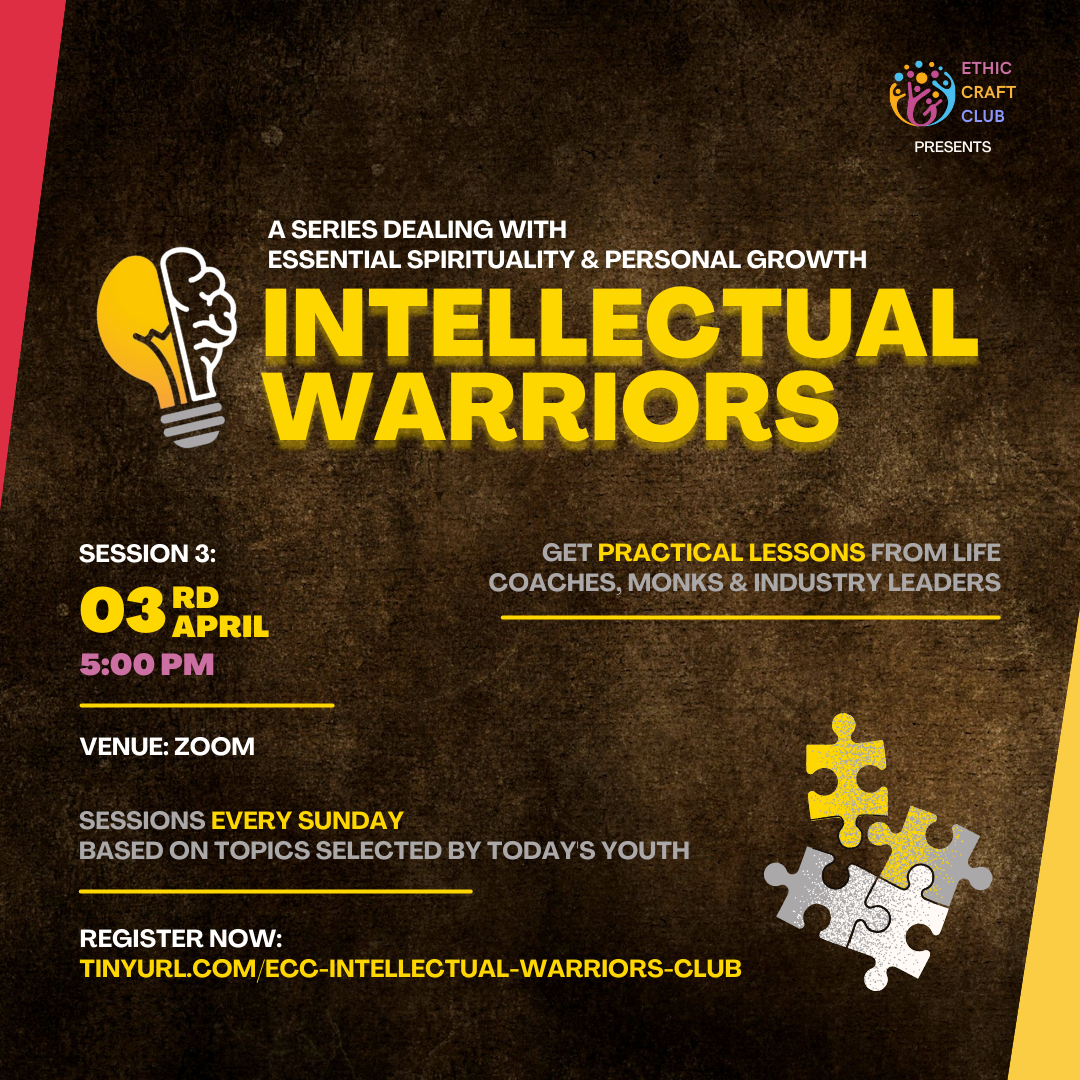 ETHIC
CRAFT
CLUB
PRESENTS
A SERIES DEALING WITH
ESSENTIAL SPIRITUALITY & PERSONAL GROWTH
INTELLECTUAL
WARRIORS
SESSION 3:
03 RD
APRIL
5:00 PM
GET PRACTICAL LESSONS FROM LIFE
COACHES, MONKS & INDUSTRY LEADERS
VENUE: ZOOM
SESSIONS EVERY SUNDAY
BASED ON TOPICS SELECTED BY TODAY'S YOUTH
REGISTER NOW:
TINYURL.COM/ECC-INTELLECTUAL-WARRIORS-CLUB